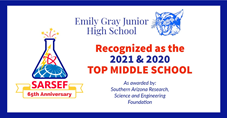 Emily Gray Junior
High School
Recognized as the
2021 & 2020
TOP MIDDLE SCHOOL
As awarded by:
Southern Arizona Research,
Science and Engineering
Foundation
SARSEF
65th Anniversary